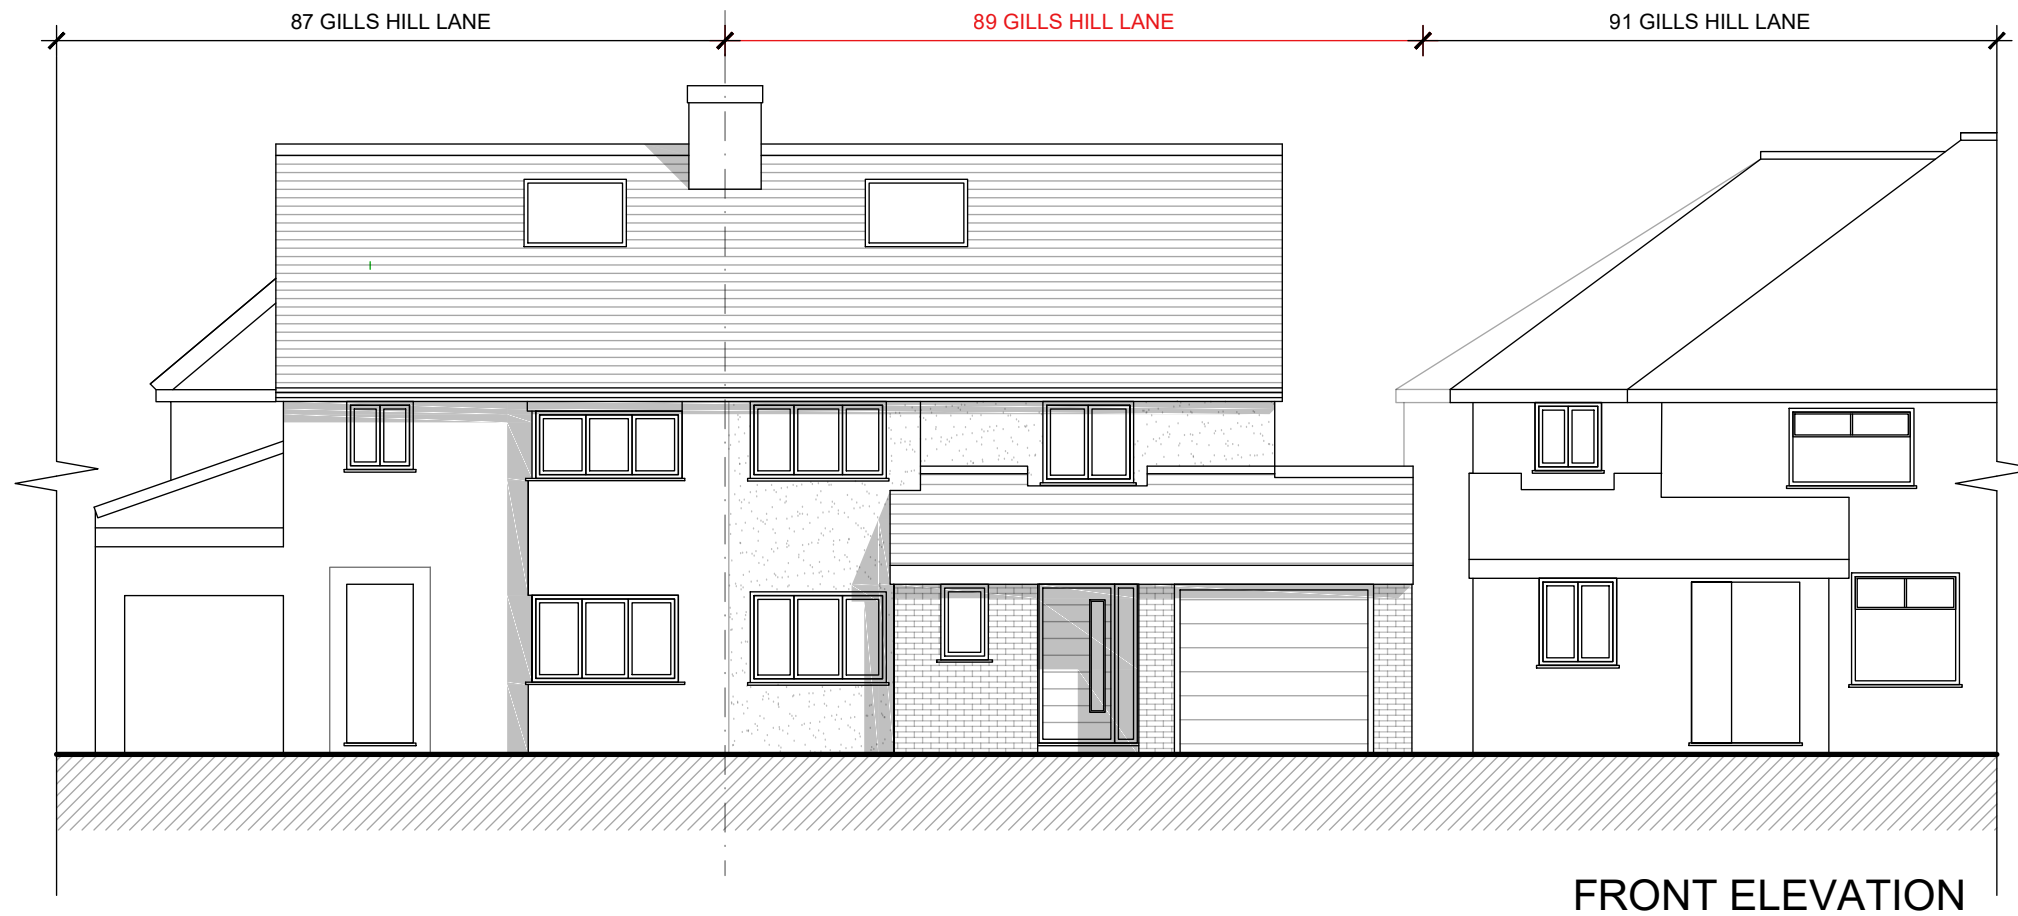 87 GILLS HILL LANE
89 GILLS HILL LANE
91 GILLS HILL LANE
FRONT ELEVATION